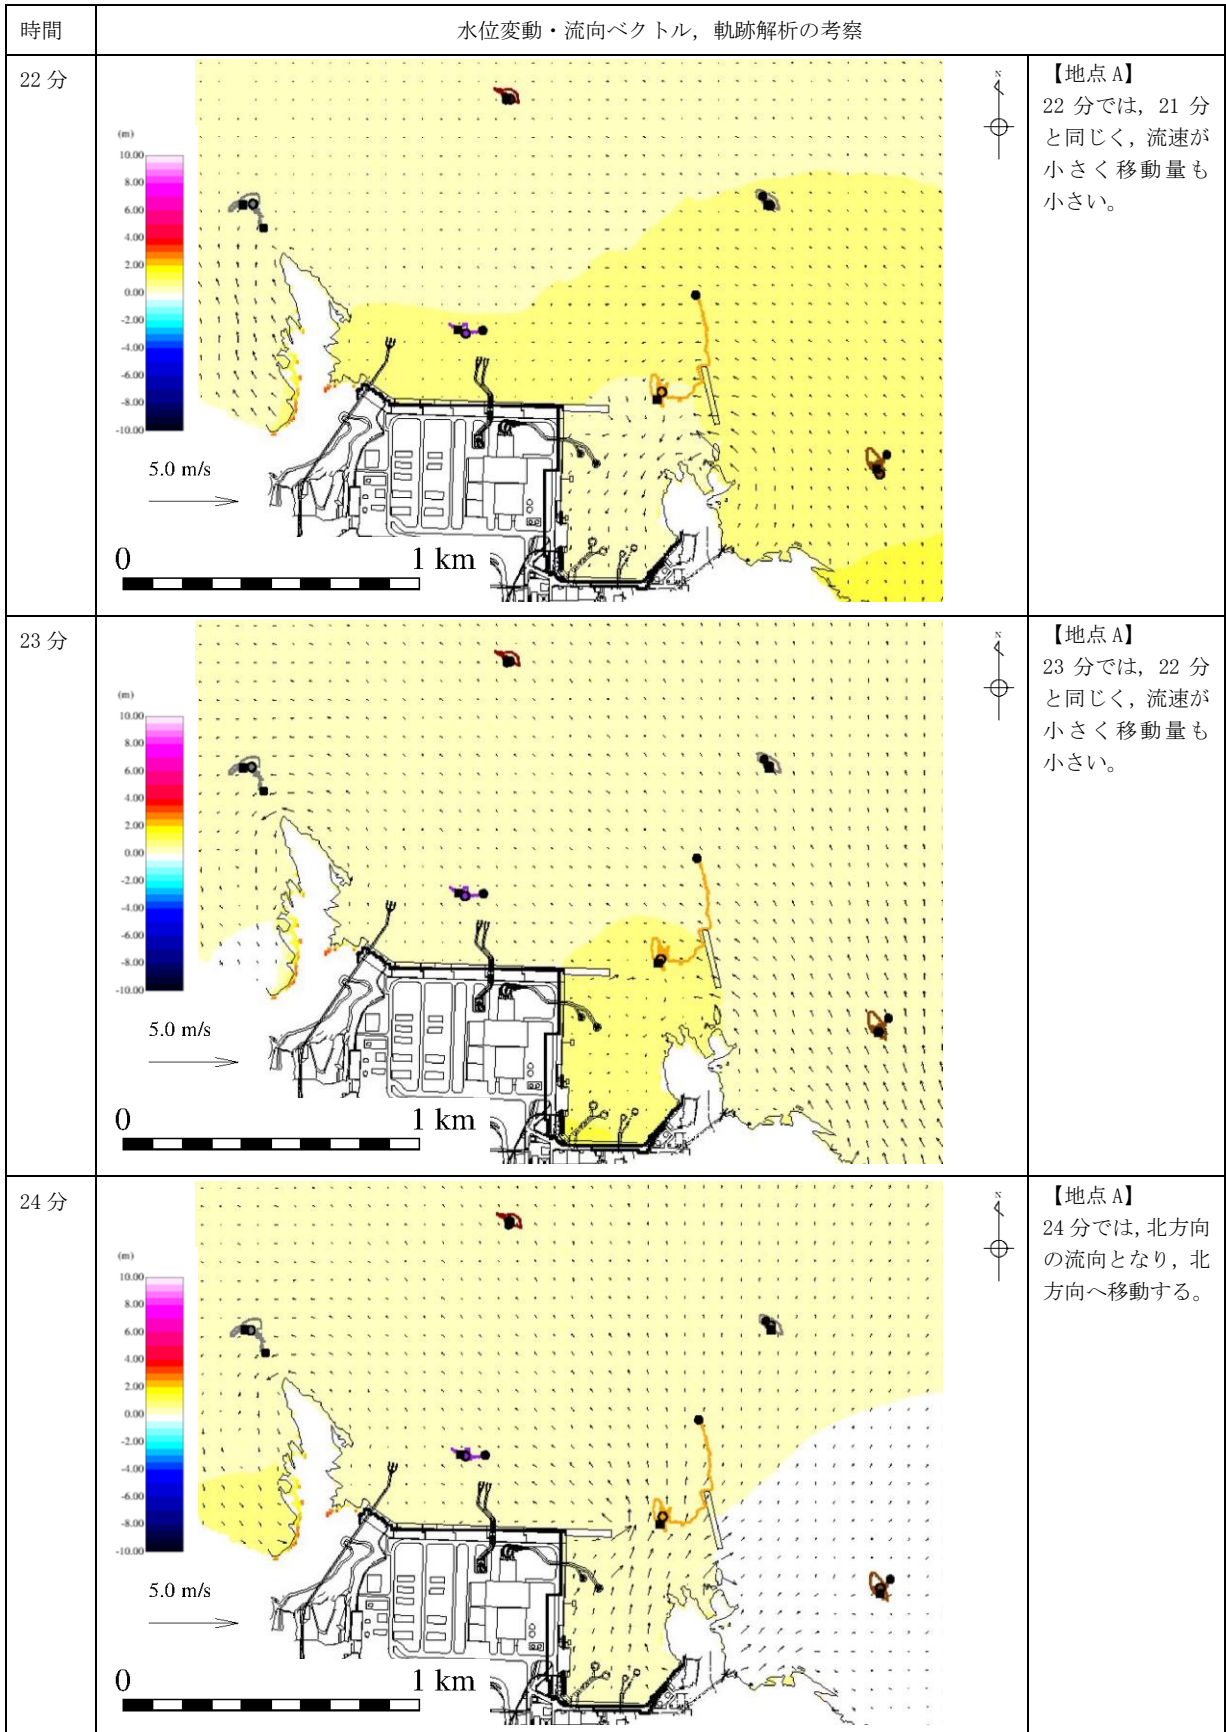 時間
水位変動・流向ベクトル，軌跡解析の考察
22 分
(m)
10.00
8.00
6.00
4.00
2.00
0.00
-2.00
-4.00
-6.00
-8.00
-10.00
5.0 m/s
0
1 km
N
【地点 A】
22 分では，21 分
と同じく，流速が
小さく移動量も
小さい。
23 分
(m)
10.00
8.00
6.00
4.00
2.00
0.00
-2.00
-4.00
-6.00
-8.00
-10.00
5.0 m/s
0
1 km
N
【地点 A】
23 分では，22 分
と同じく，流速が
小さく移動量も
小さい。
24 分
(m)
10.00
8.00
6.00
4.00
2.00
0.00
-2.00
-4.00
-6.00
-8.00
-10.00
5.0 m/s
0
1 km
N
【地点 A】
24 分では，北方向
の流向となり，北
方向へ移動する。